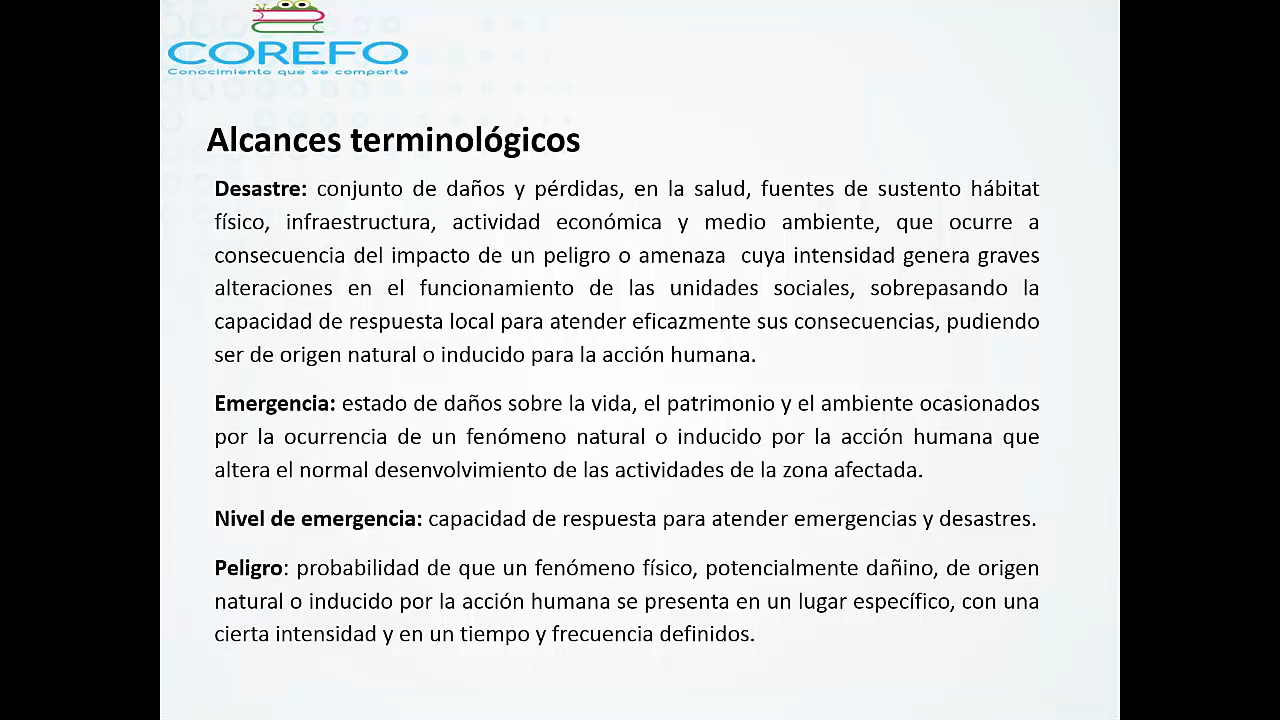 COREFO
Conocimiento que se comparte
Alcances terminológicos
Desastre: conjunto de daños y pérdidas, en la salud, fuentes de sustento hábitat
físico, infraestructura, actividad económica y medio ambiente, que ocurre a
consecuencia del impacto de un peligro o amenaza cuya intensidad genera graves
alteraciones en el funcionamiento de las unidades sociales, sobrepasando la
capacidad de respuesta local para atender eficazmente sus consecuencias, pudiendo
ser de origen natural o inducido para la acción humana.
Emergencia: estado de daños sobre la vida, el patrimonio y el ambiente ocasionados
por la ocurrencia de un fenómeno natural o inducido por la acción humana que
altera el normal desenvolvimiento de las actividades de la zona afectada.
Nivel de emergencia: capacidad de respuesta para atender emergencias y desastres.
Peligro: probabilidad de que un fenómeno físico, potencialmente dañino, de origen
natural o inducido por la acción humana se presenta en un lugar específico, con una
cierta intensidad y en un tiempo y frecuencia definidos.